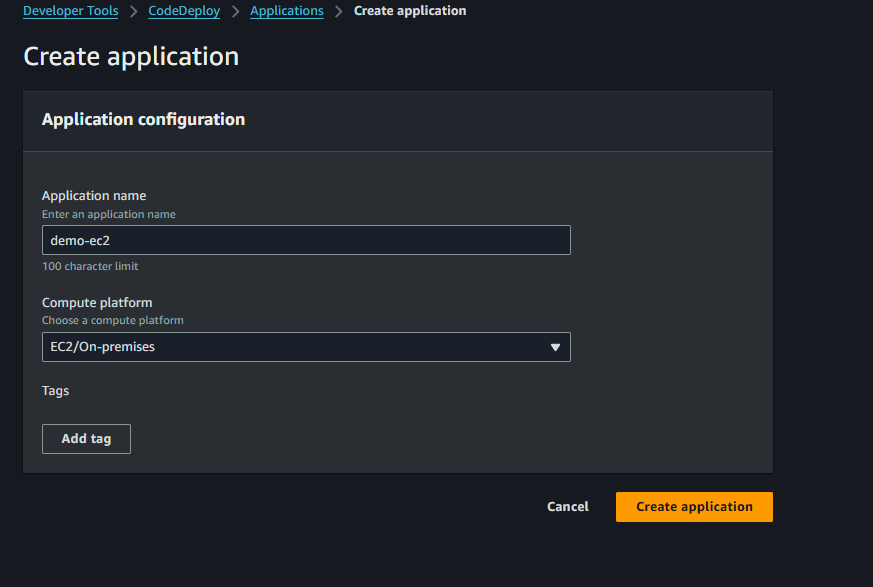 Developer Tools > CodeDeploy > Applications > Create application
Create application
Application configuration
Application name
Enter an application name
demo-ec2
100 character limit
Compute platform
Choose a compute platform
EC2/On-premises
Tags
Add tag
Cancel Create application